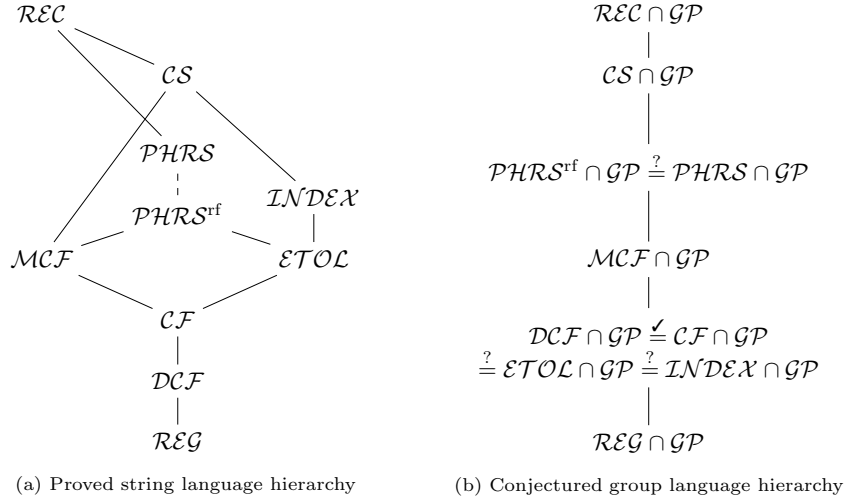 REC
CS
PHRS
PHRS^rf
INDEX
MCF
ETOL
CF
DCF
REG
(a) Proved string language hierarchy
REC ∩ GP
CS ∩ GP
PHRS^rf ∩ GP ≟ PHRS ∩ GP
MCF ∩ GP
DCF ∩ GP =✓ CF ∩ GP
≟ ETOL ∩ GP ≟ INDEX ∩ GP
REG ∩ GP
(b) Conjectured group language hierarchy